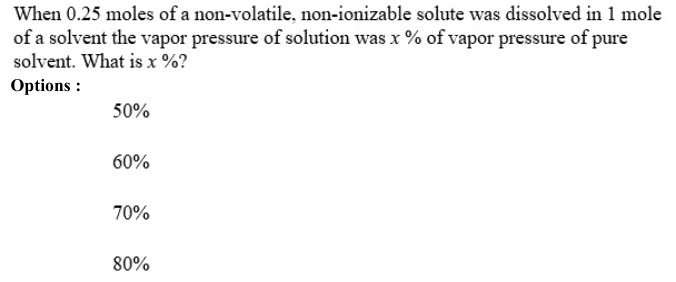 When 0.25 moles of a non-volatile, non-ionizable solute was dissolved in 1 mole
of a solvent the vapor pressure of solution was x % of vapor pressure of pure
solvent. What is x %?
Options :
50%
60%
70%
80%